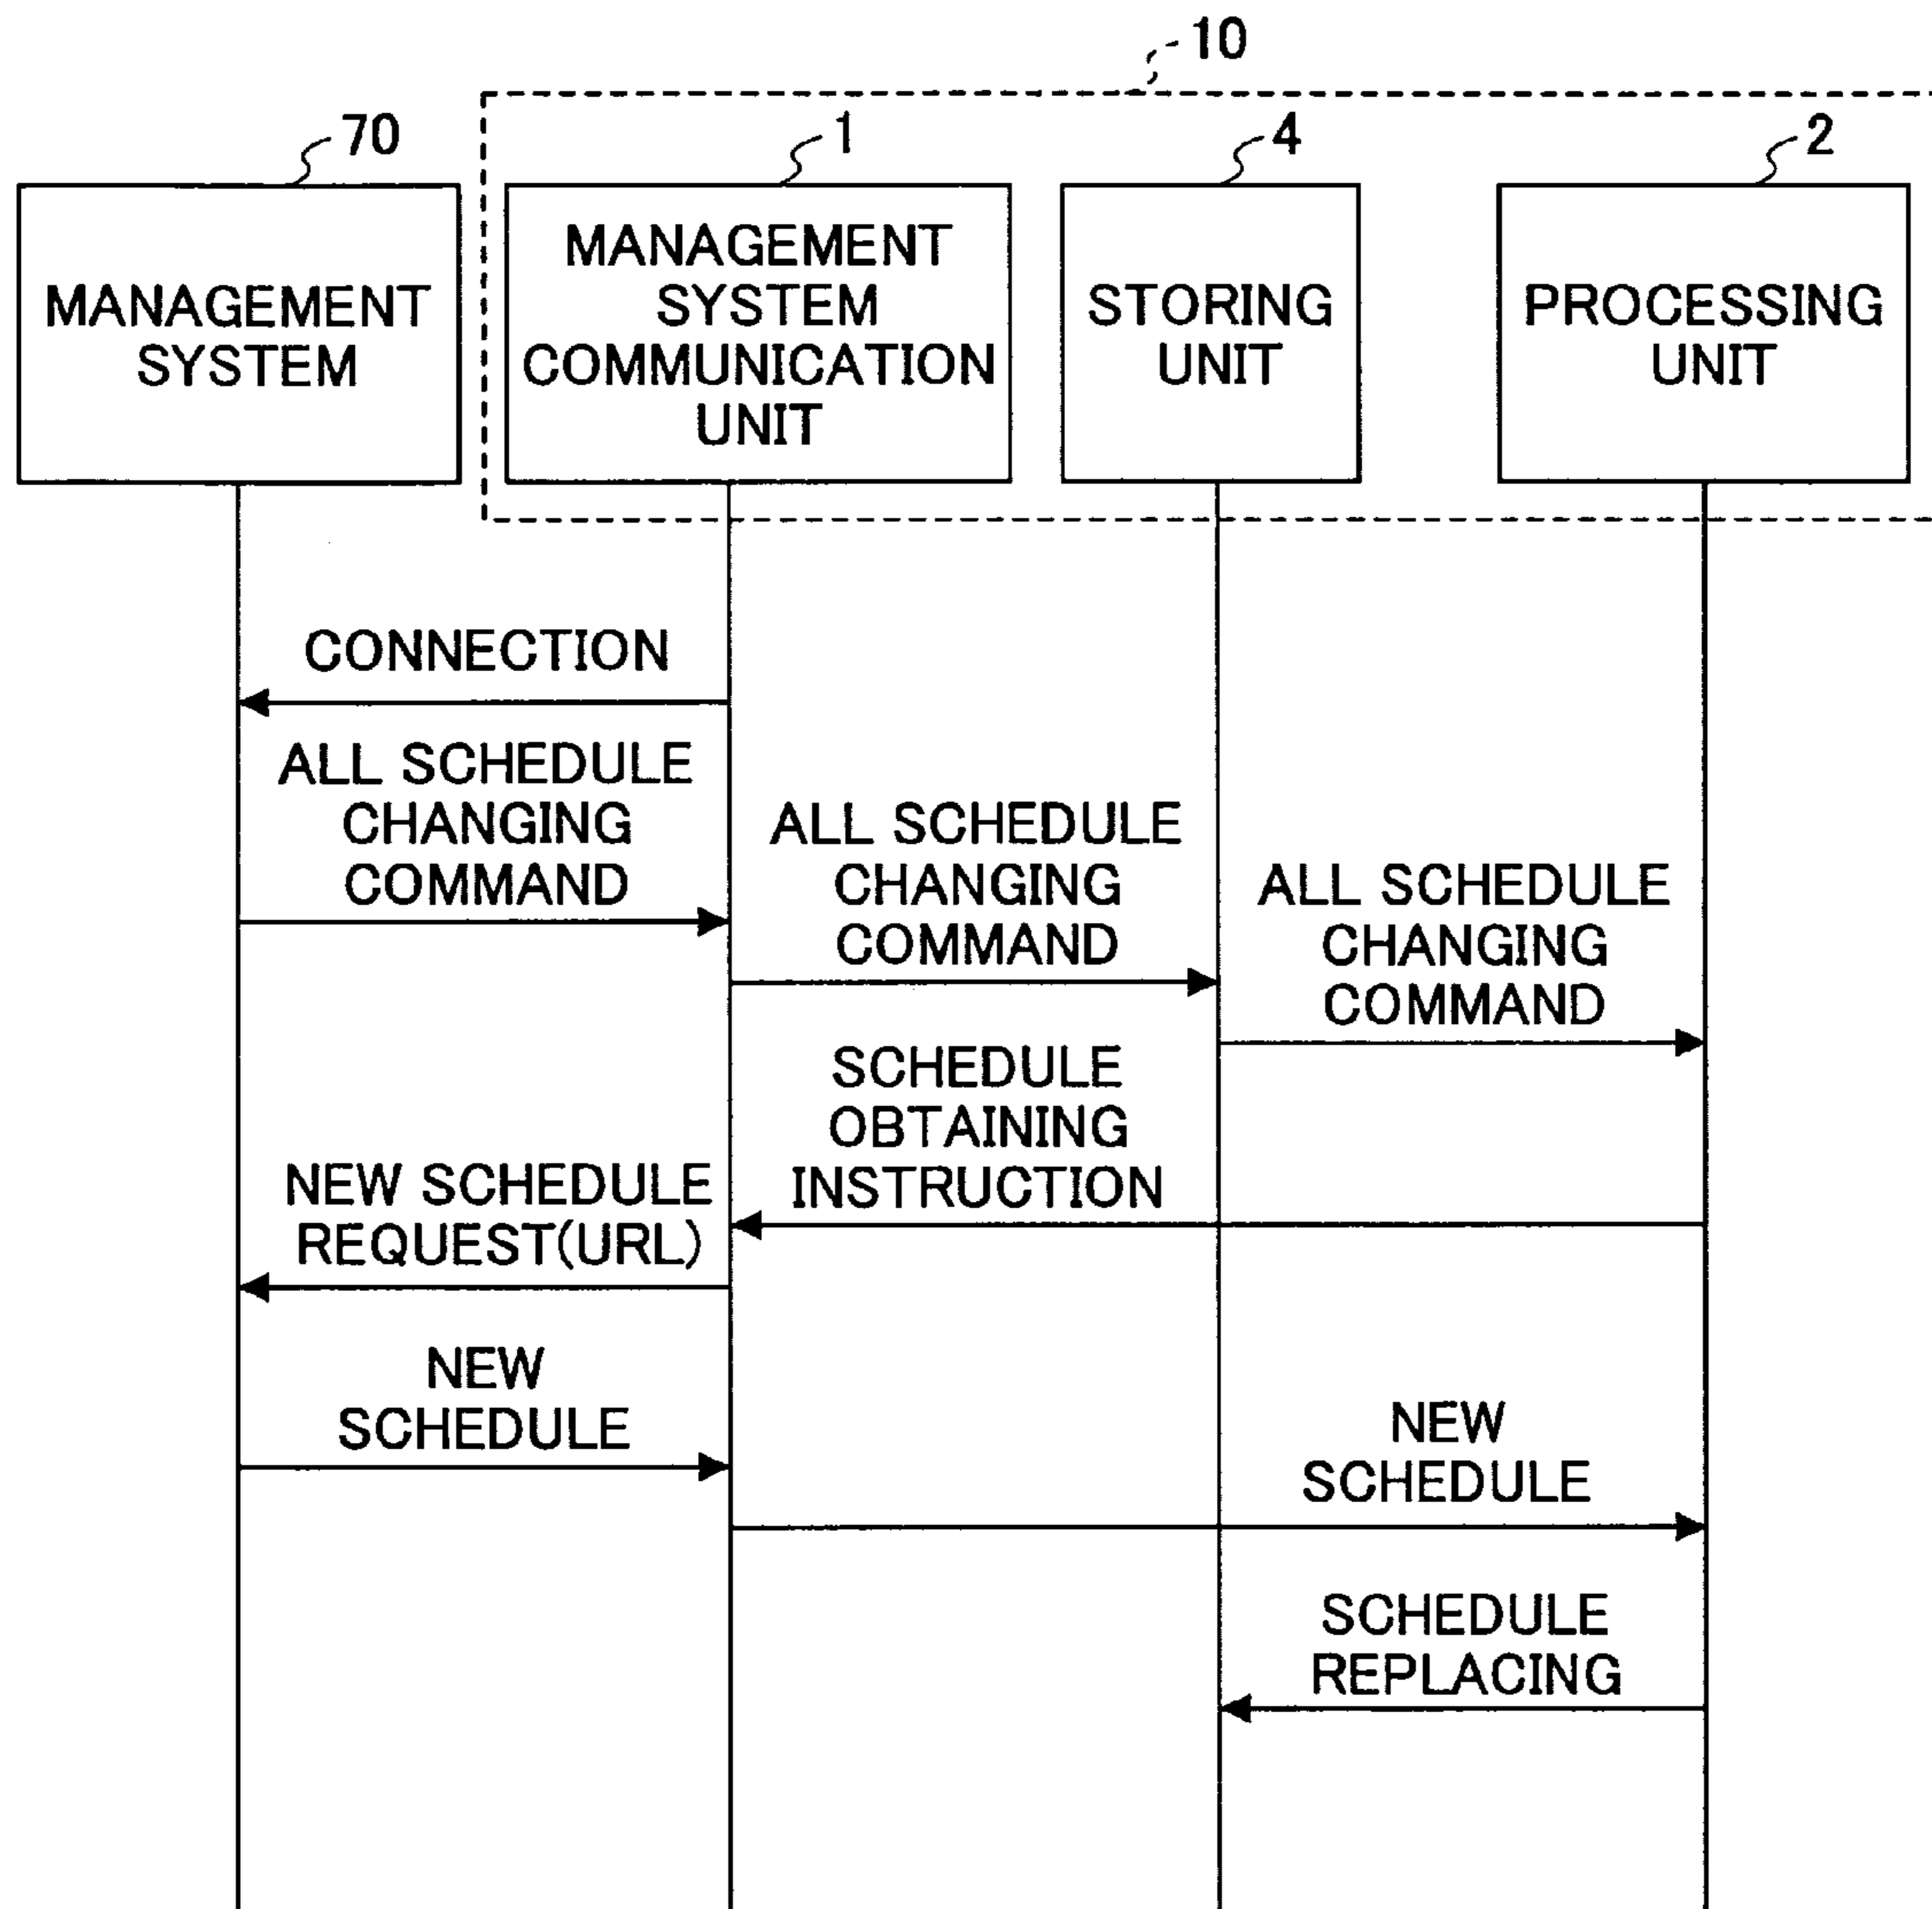 10
70
1
4
2
MANAGEMENT
SYSTEM
MANAGEMENT
SYSTEM
COMMUNICATION
UNIT
STORING
UNIT
PROCESSING
UNIT
CONNECTION
ALL SCHEDULE
CHANGING
COMMAND
ALL SCHEDULE
CHANGING
COMMAND
ALL SCHEDULE
CHANGING
COMMAND
SCHEDULE
OBTAINING
INSTRUCTION
NEW SCHEDULE
REQUEST(URL)
NEW
SCHEDULE
NEW
SCHEDULE
SCHEDULE
REPLACING